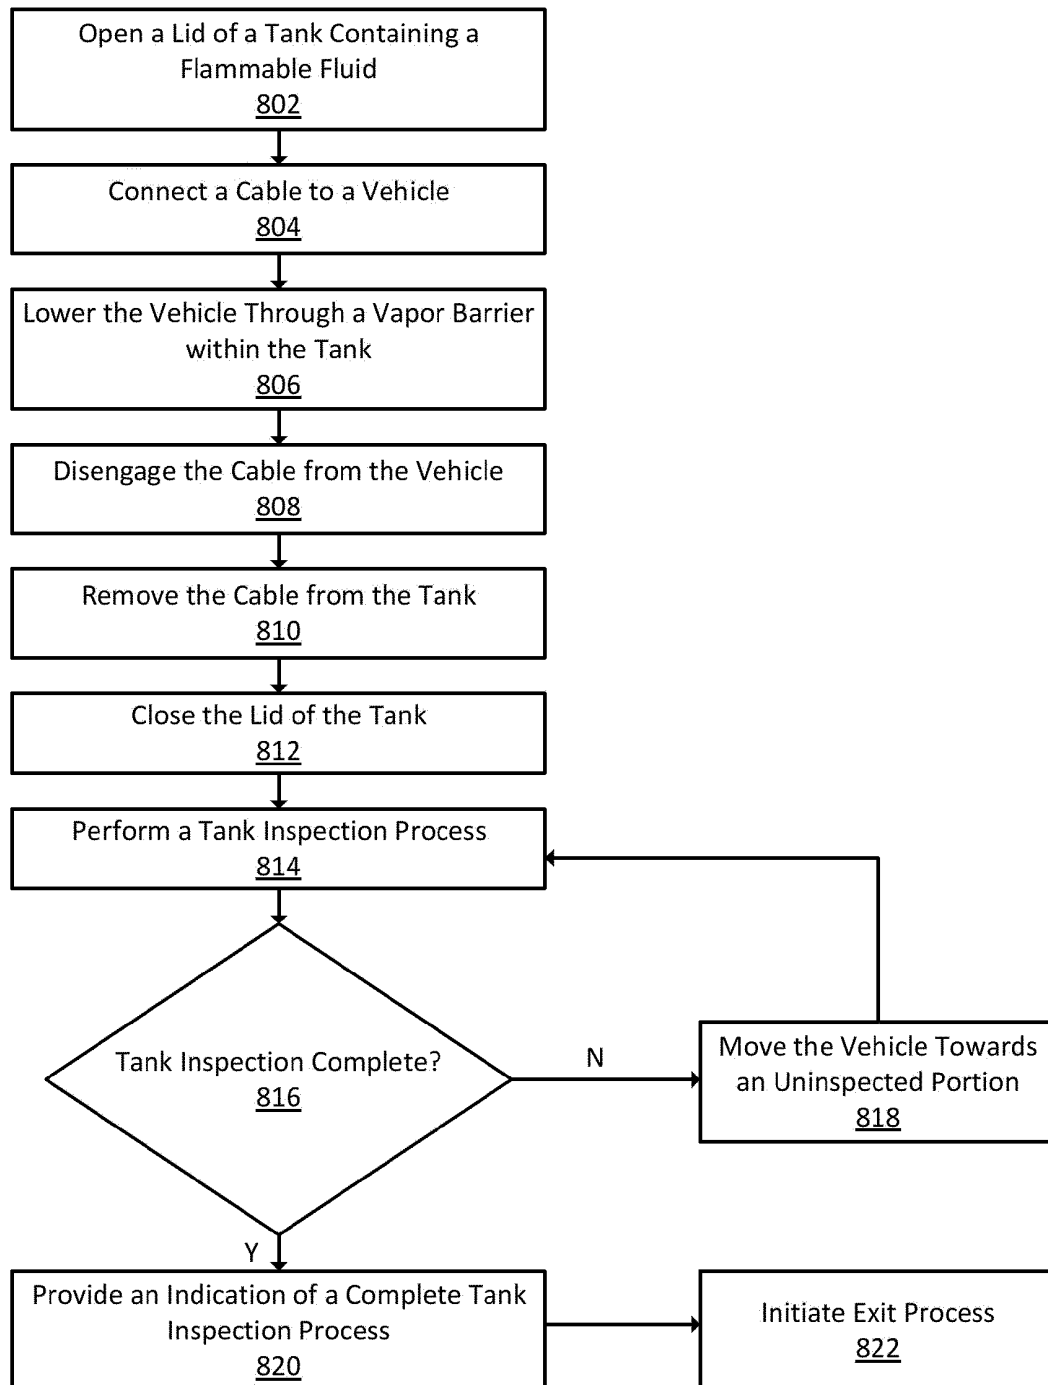 Open a Lid of a Tank Containing a
Flammable Fluid
802
Connect a Cable to a Vehicle
804
Lower the Vehicle Through a Vapor Barrier
within the Tank
806
Disengage the Cable from the Vehicle
808
Remove the Cable from the Tank
810
Close the Lid of the Tank
812
Perform a Tank Inspection Process
814
Tank Inspection Complete?
816
N
Move the Vehicle Towards
an Uninspected Portion
818
Y
Provide an Indication of a Complete Tank
Inspection Process
820
Initiate Exit Process
822